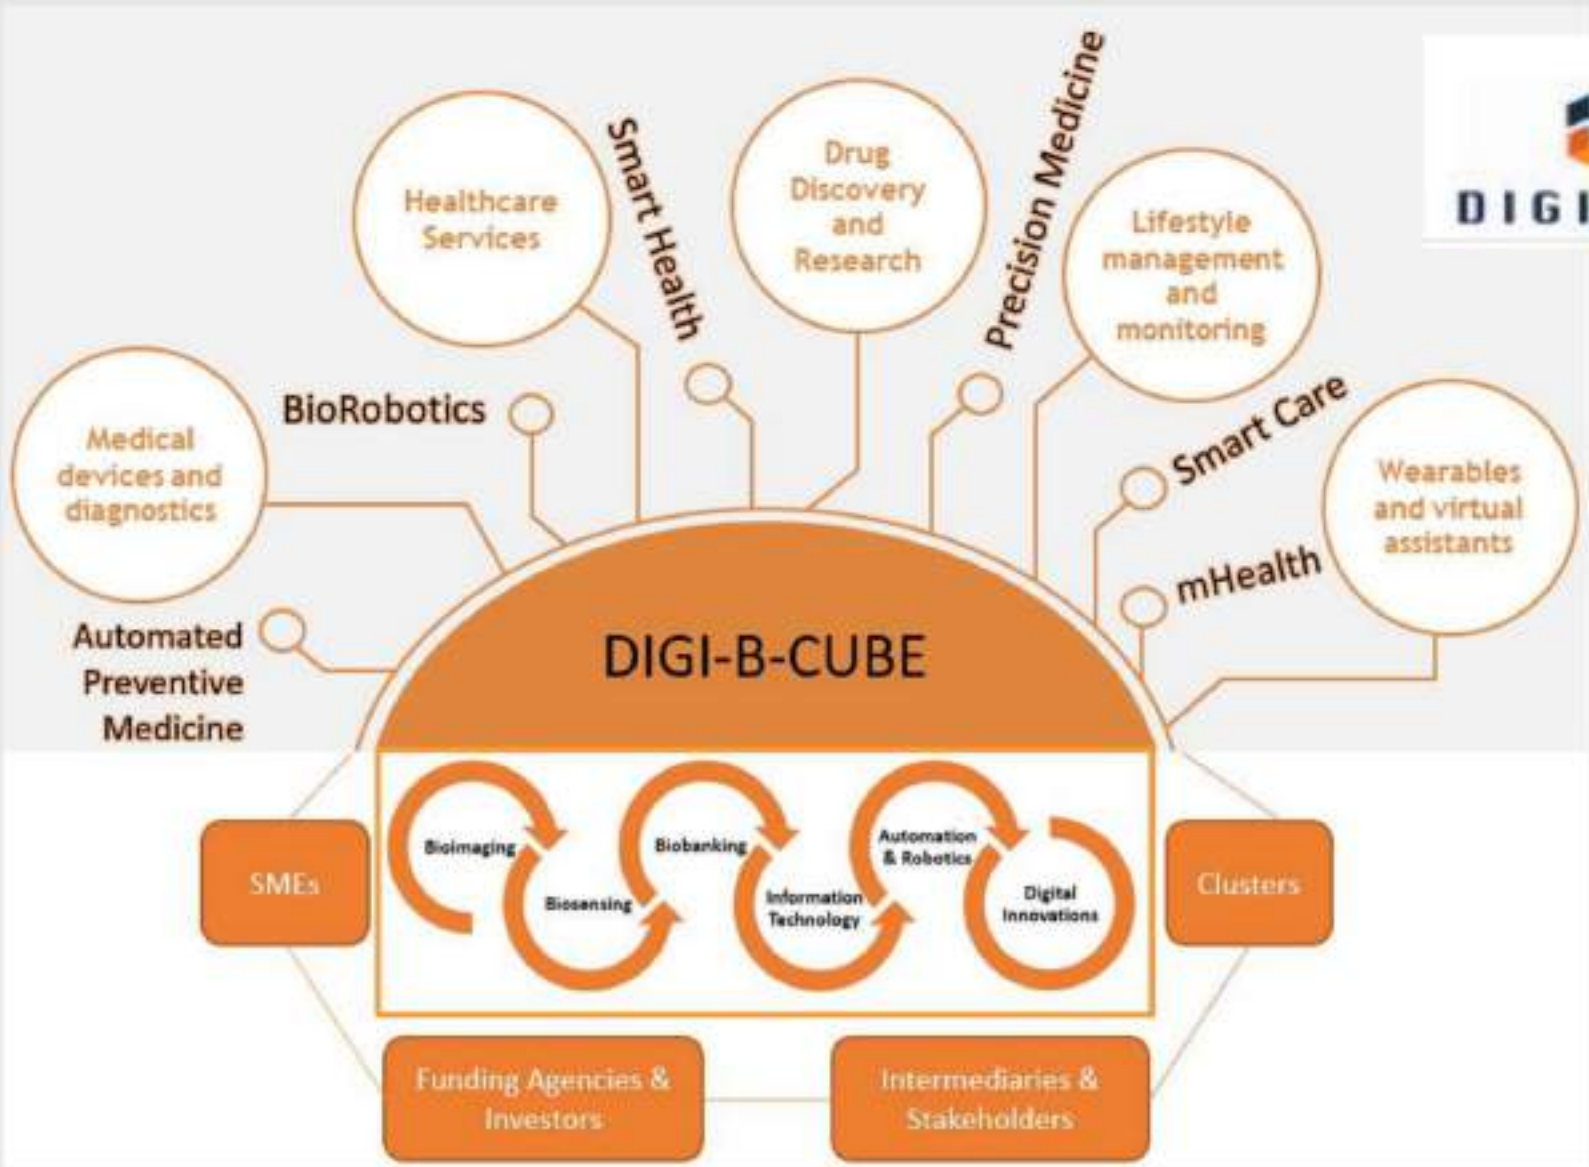 Healthcare
Services
Smart Health
Drug
Discovery
and
Research
Precision Medicine
Lifestyle
management
and
monitoring
DIGI
Medical
devices and
diagnostics
BioRobotics
Smart Care
Wearables
and virtual
assistants
mHealth
Automated
Preventive
Medicine
DIGI-B-CUBE
Bioimaging
Biosensing
Biobanking
Information
Technology
Automation
& Robotics
Digital
Innovations
SMEs
Clusters
Funding Agencies &
Investors
Intermediaries &
Stakeholders